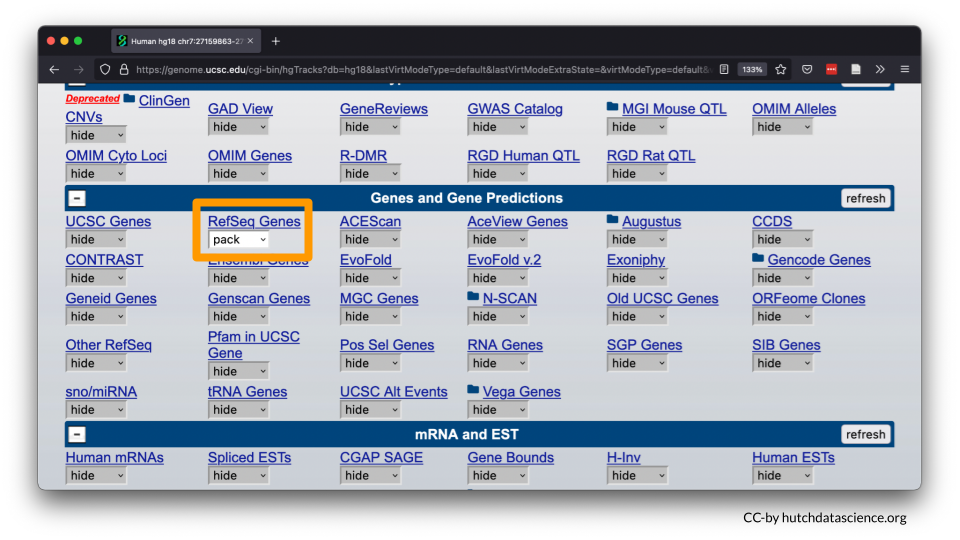 Human hg18 chr7:27159863-27
https://genome.ucsc.edu/cgi-bin/hgTracks?db=hg18&lastVirtModeType=default&lastVirtModeExtraState=&virtModeType=default&
133%
Deprecated ClinGen CNVs
GAD View
GeneReviews
GWAS Catalog
MGI Mouse QTL
OMIM Alleles
hide hide hide hide hide hide
OMIM Cyto Loci
OMIM Genes
R-DMR
RGD Human QTL
RGD Rat QTL
hide hide hide hide hide
- Genes and Gene Predictions refresh
UCSC Genes
RefSeq Genes
ACEScan
AceView Genes
Augustus
CCDS
hide pack hide hide hide hide
CONTRAST
Ensembl Genes
EvoFold
EvoFold v.2
Exoniphy
Gencode Genes
hide hide hide hide hide hide
Geneid Genes
Genscan Genes
MGC Genes
N-SCAN
Old UCSC Genes
ORFeome Clones
hide hide hide hide hide hide
Other RefSeq
Pfam in UCSC
Gene
Pos Sel Genes
RNA Genes
SGP Genes
SIB Genes
hide hide hide hide hide hide
sno/miRNA
tRNA Genes
UCSC Alt Events
Vega Genes
hide hide hide hide
- mRNA and EST refresh
Human mRNAs
Spliced ESTs
CGAP SAGE
Gene Bounds
H-Inv
Human ESTs
hide hide hide hide hide hide
CC-by hutchdatascience.org